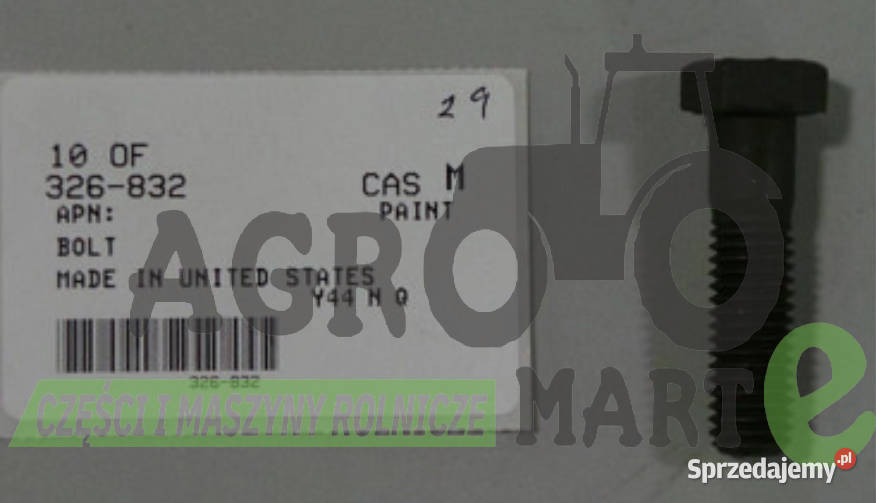 29
10 OF
326-832
CAS M
APN:
PAINT
BOLT
MADE IN UNITED STATES
Y44 N Q
326-832
AGRO
CZĘŚCI I MASZYNY ROLNICZE
MARTe
Sprzedajemy.pl